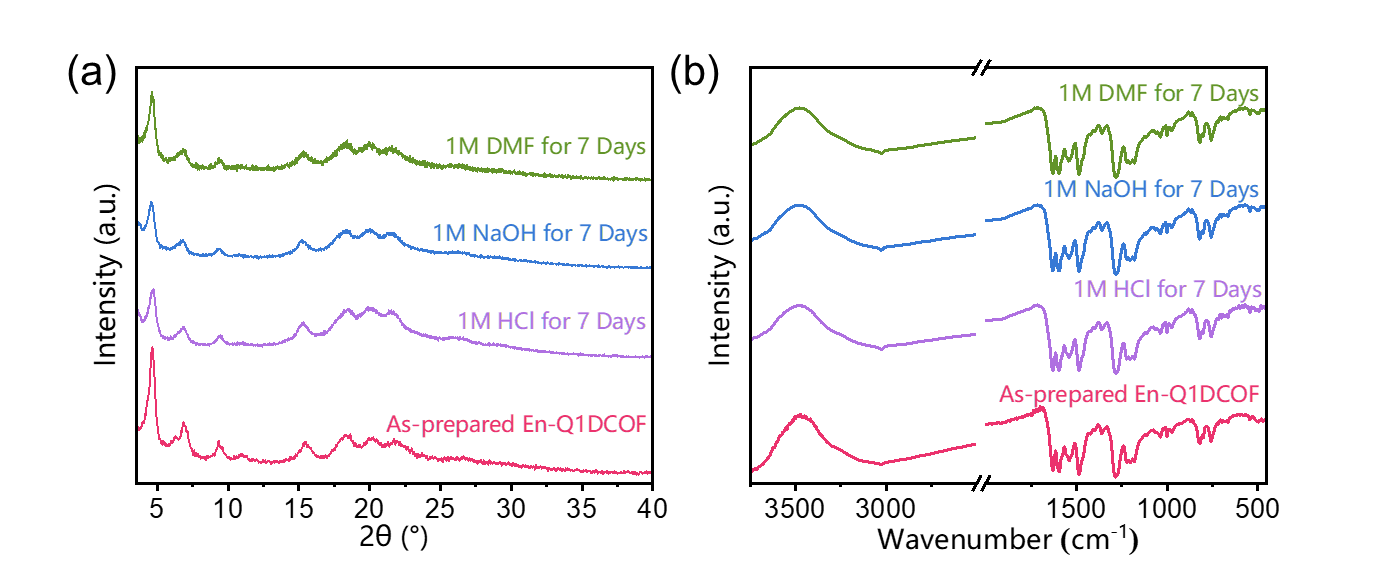 (a)
1M DMF for 7 Days
1M NaOH for 7 Days
1M HCl for 7 Days
As-prepared En-Q1DCOF
Intensity (a.u.)
5 10 15 20 25 30 35 40
2θ (°)
(b)
1M DMF for 7 Days
1M NaOH for 7 Days
1M HCl for 7 Days
As-prepared En-Q1DCOF
Intensity (a.u.)
3500 3000 1500 1000 500
Wavenumber (cm⁻¹)